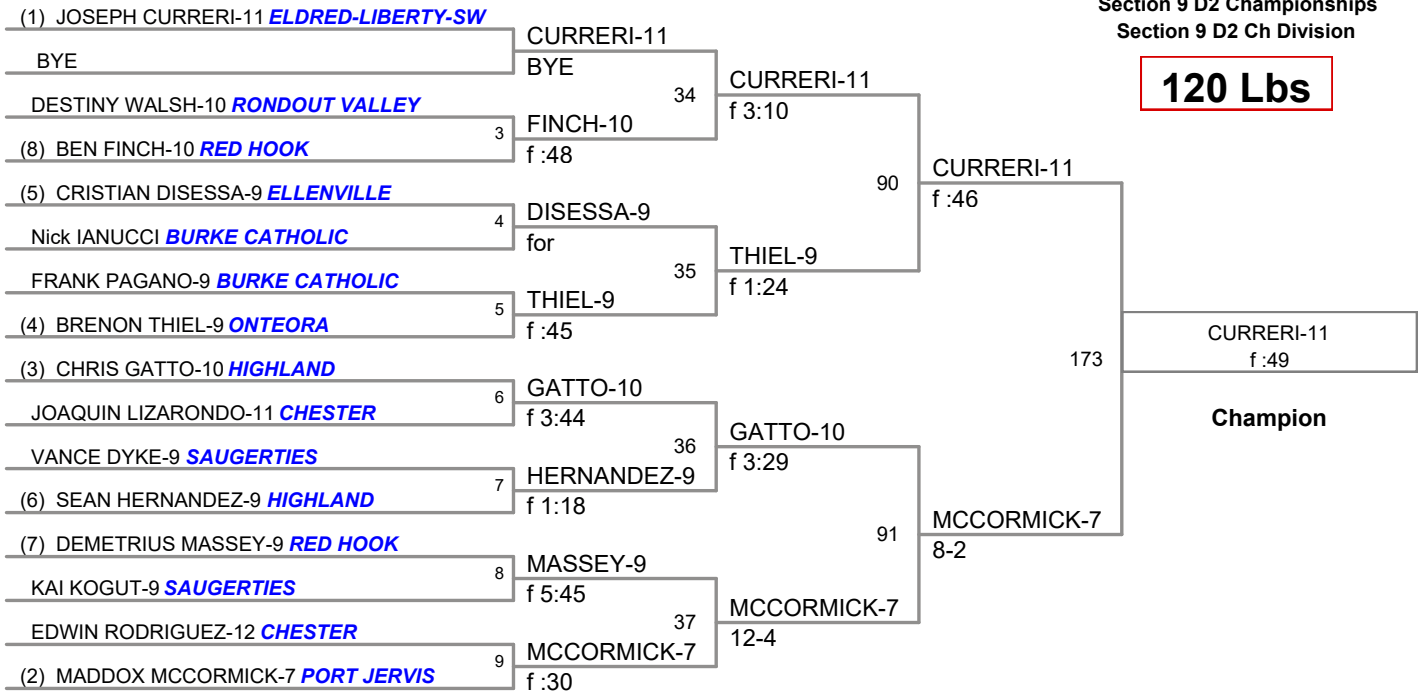 Section 9 D2 Championships
Section 9 D2 Ch Division
120 Lbs
(1) JOSEPH CURRERI-11 ELDRED-LIBERTY-SW
BYE
DESTINY WALSH-10 RONDOUT VALLEY
(8) BEN FINCH-10 RED HOOK
(5) CRISTIAN DISESSA-9 ELLENVILLE
Nick IANUCCI BURKE CATHOLIC
FRANK PAGANO-9 BURKE CATHOLIC
(4) BRENON THIEL-9 ONTEORA
(3) CHRIS GATTO-10 HIGHLAND
JOAQUIN LIZARONDO-11 CHESTER
VANCE DYKE-9 SAUGERTIES
(6) SEAN HERNANDEZ-9 HIGHLAND
(7) DEMETRIUS MASSEY-9 RED HOOK
KAI KOGUT-9 SAUGERTIES
EDWIN RODRIGUEZ-12 CHESTER
(2) MADDOX MCCORMICK-7 PORT JERVIS
CURRERI-11
BYE
3
FINCH-10
f :48
4
DISESSA-9
for
5
THIEL-9
f :45
6
GATTO-10
f 3:44
7
HERNANDEZ-9
f 1:18
8
MASSEY-9
f 5:45
9
MCCORMICK-7
f :30
34
CURRERI-11
f 3:10
35
THIEL-9
f 1:24
36
GATTO-10
f 3:29
37
MCCORMICK-7
12-4
90
CURRERI-11
f :46
91
MCCORMICK-7
8-2
173
CURRERI-11
f :49
Champion